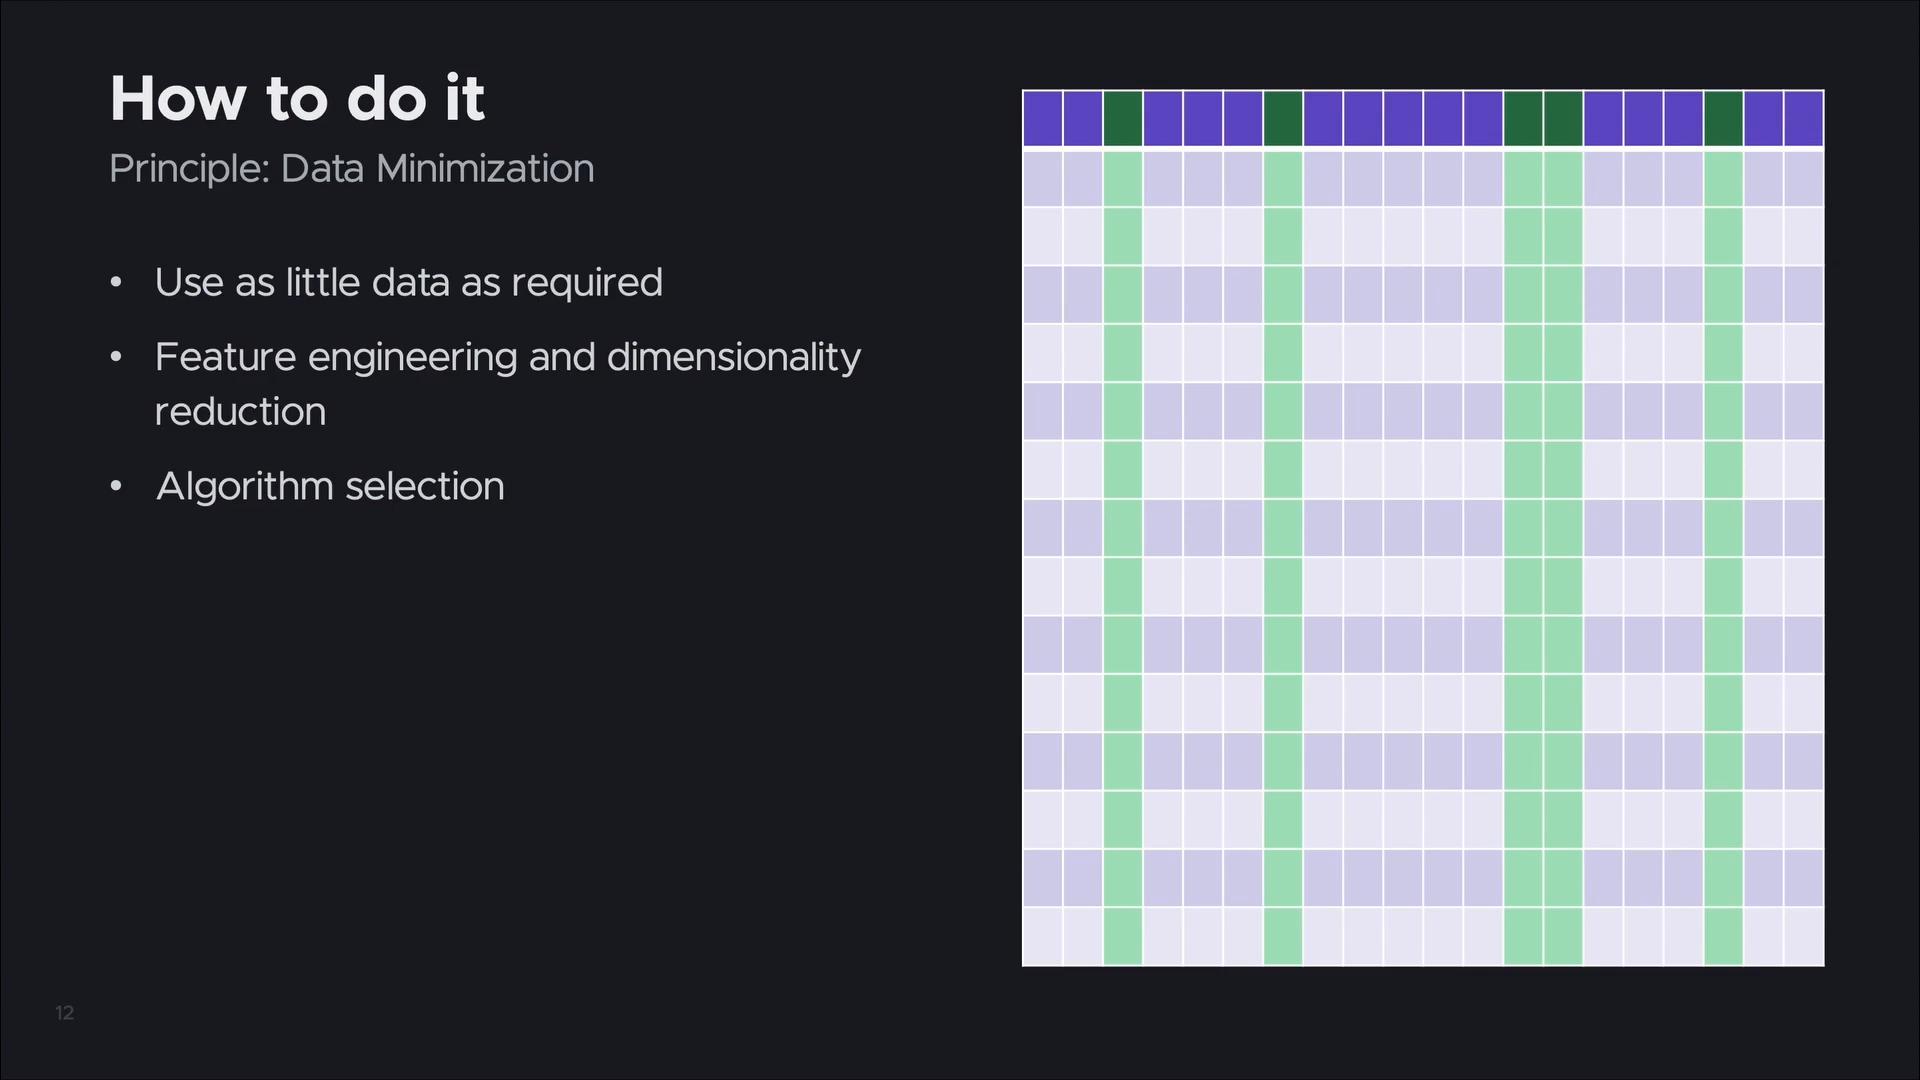 How to do it
Principle: Data Minimization
• Use as little data as required
• Feature engineering and dimensionality
reduction
• Algorithm selection
12